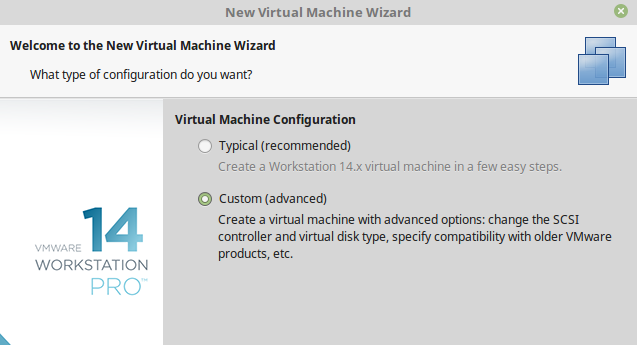 New Virtual Machine Wizard
Welcome to the New Virtual Machine Wizard
What type of configuration do you want?
Virtual Machine Configuration
Typical (recommended)
Create a Workstation 14.x virtual machine in a few easy steps.
Custom (advanced)
Create a virtual machine with advanced options: change the SCSI
controller and virtual disk type, specify compatibility with older VMware
products, etc.
14
VMWARE
WORKSTATION
PRO™